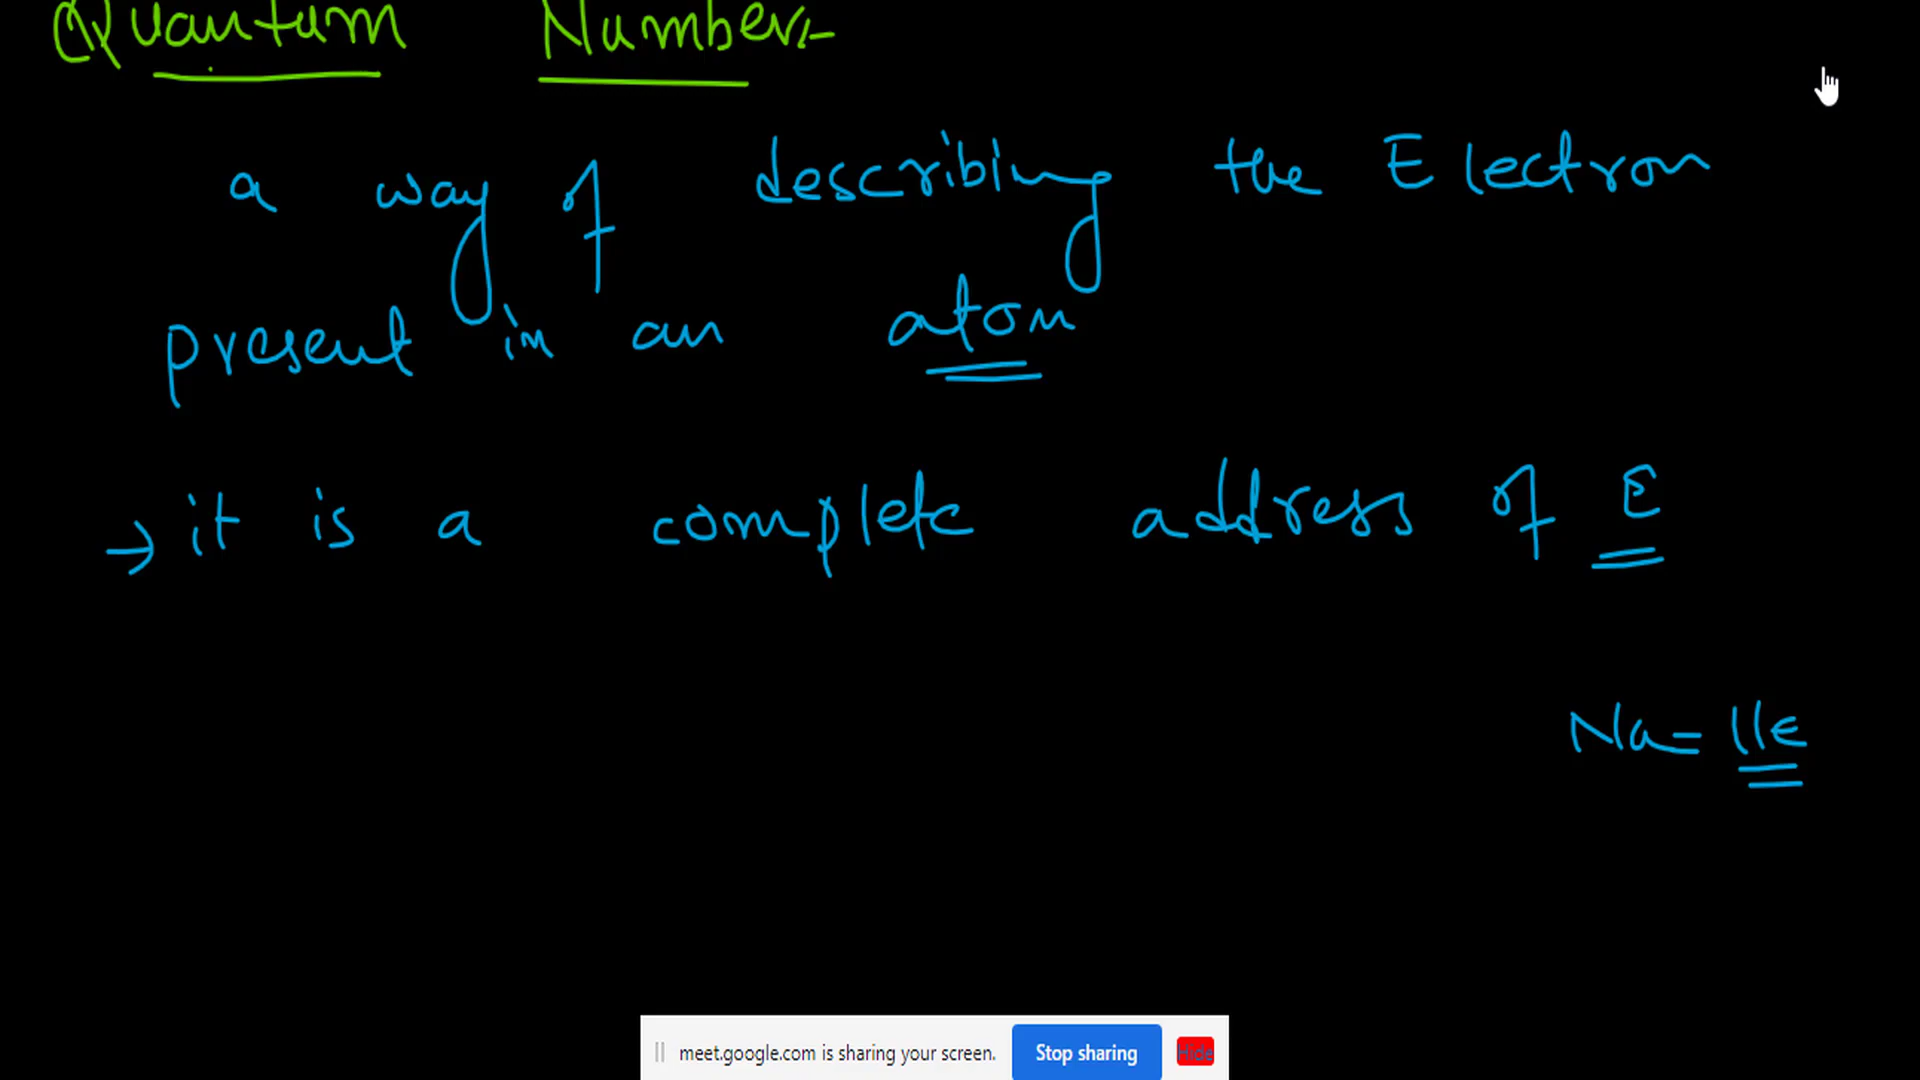 Quantum Number:-
a way of describing the Electron
present in an atom
→ it is a complete address of E
Na = 11e
meet.google.com is sharing your screen. Stop sharing Hide